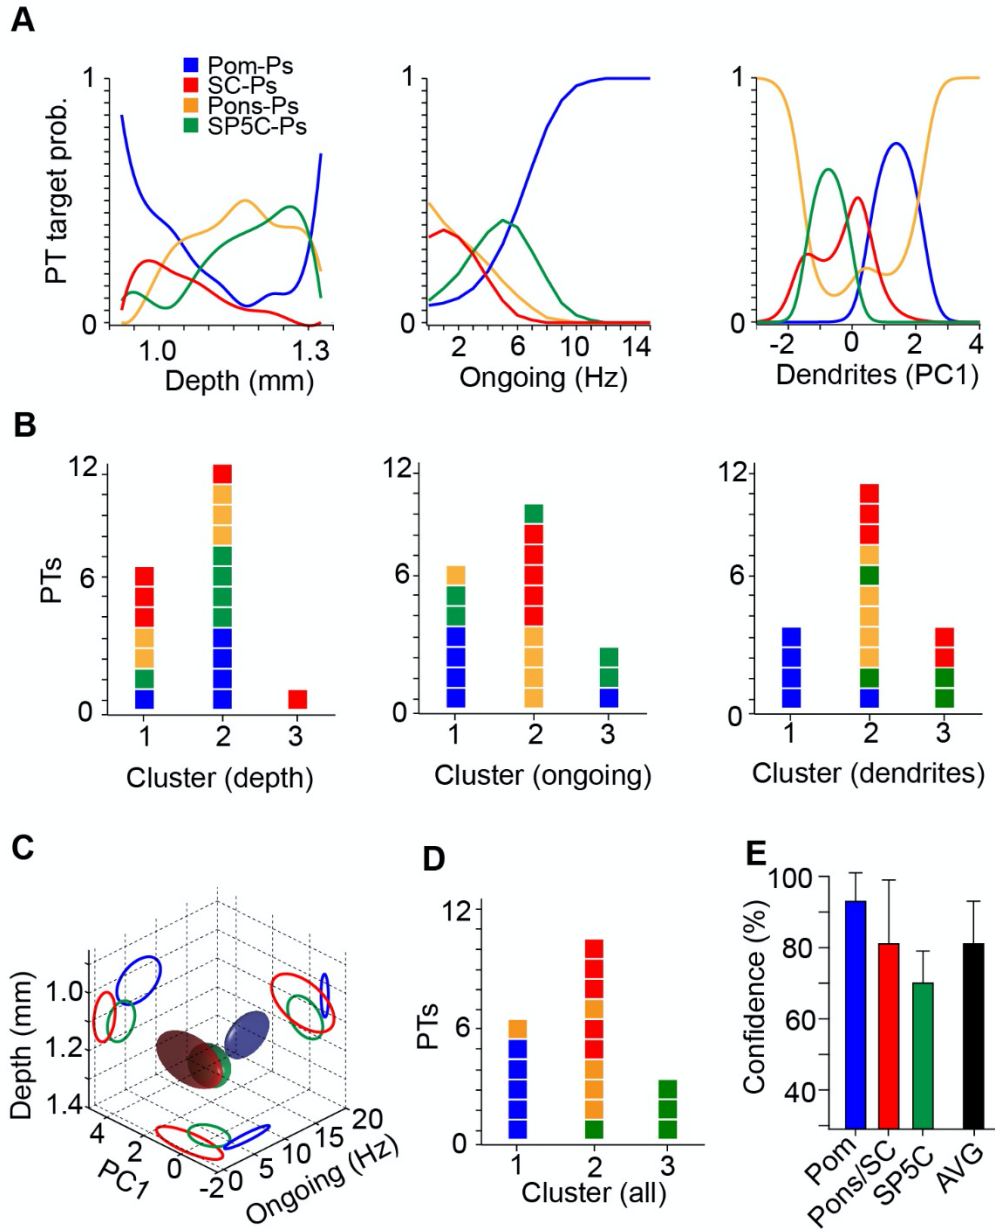 A
Pom-Ps
SC-Ps
Pons-Ps
SP5C-Ps
PT target prob.
1
0
1.0 1.3
Depth (mm)
1
0
2 6 10 14
Ongoing (Hz)
1
0
-2 0 2 4
Dendrites (PC1)
B
PTs
12
6
0
1 2 3
Cluster (depth)
12
6
0
1 2 3
Cluster (ongoing)
12
6
0
1 2 3
Cluster (dendrites)
C
Depth (mm)
1.0
1.2
1.4
4 2 0 -2
PC1
0 5 10 15 20
Ongoing (Hz)
D
PTs
12
6
0
1 2 3
Cluster (all)
E
Confidence (%)
100
80
60
40
Pom
Pons/SC
SP5C
AVG